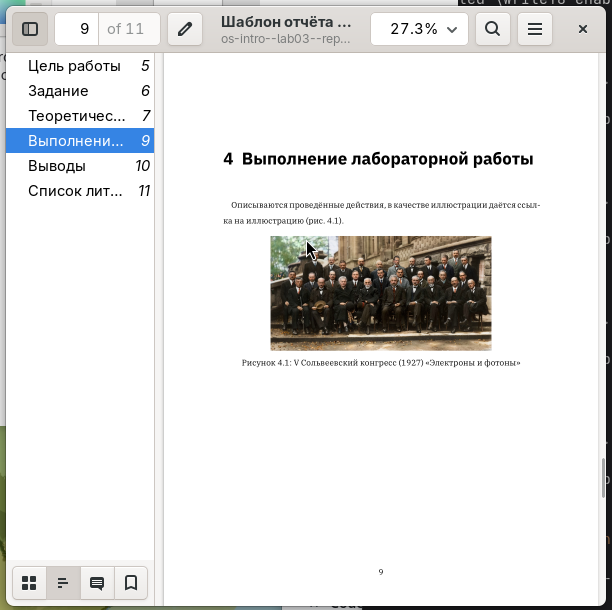 9
of 11
Шаблон отчёта ...
os-intro--lab03--rep...
27.3%
Цель работы 5
Задание 6
Теоретичес... 7
Выполнени... 9
Выводы 10
Список лит... 11
4 Выполнение лабораторной работы
Описываются проведённые действия, в качестве иллюстрации даётся ссыл-
ка на иллюстрацию (рис. 4.1).
Рисунок 4.1: V Сольвеевский конгресс (1927) «Электроны и фотоны»
9